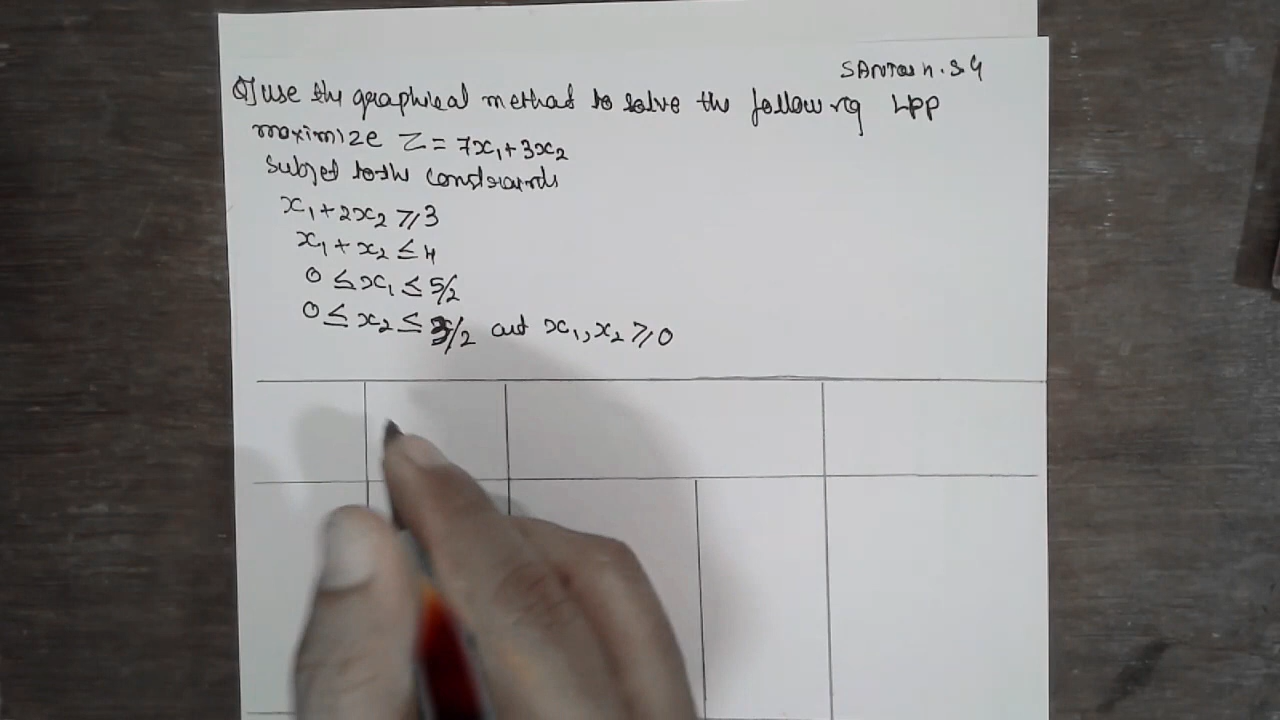 SANTOSH. S.G
Q] use the graphical method to solve the following LPP
maximize Z = 7x₁ + 3x₂
Subjet to the constraints
x₁ + 2x₂ ≥ 3
x₁ + x₂ ≤ 4
0 ≤ x₁ ≤ 5/2
0 ≤ x₂ ≤ 3/2 and x₁, x₂ ≥ 0